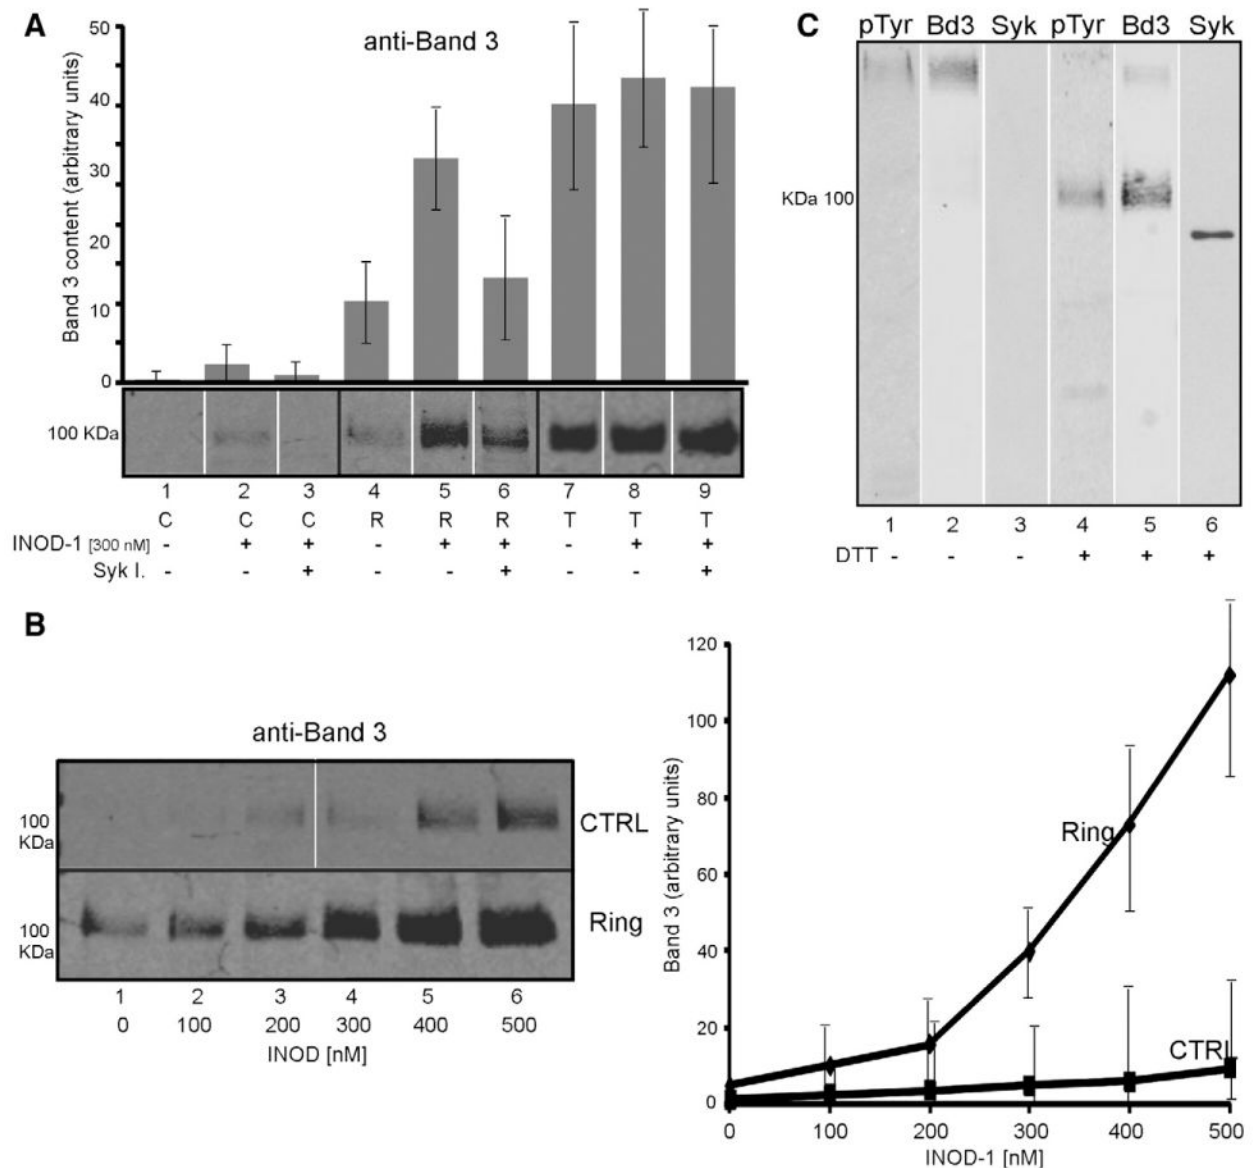 A
anti-Band 3
Band 3 content (arbitrary units)
50
40
30
20
10
0
100 KDa
1 2 3 4 5 6 7 8 9
C C C R R R T T T
INOD-1 [300 nM] - + + - + + - + +
Syk I. - - + - - + - - +
C
pTyr Bd3 Syk pTyr Bd3 Syk
KDa 100
1 2 3 4 5 6
DTT - - - + + +
B
anti-Band 3
100
KDa
CTRL
100
KDa
Ring
1 2 3 4 5 6
0 100 200 300 400 500
INOD [nM]
Band 3 (arbitrary units)
120
100
80
60
40
20
0
Ring
CTRL
0 100 200 300 400 500
INOD-1 [nM]